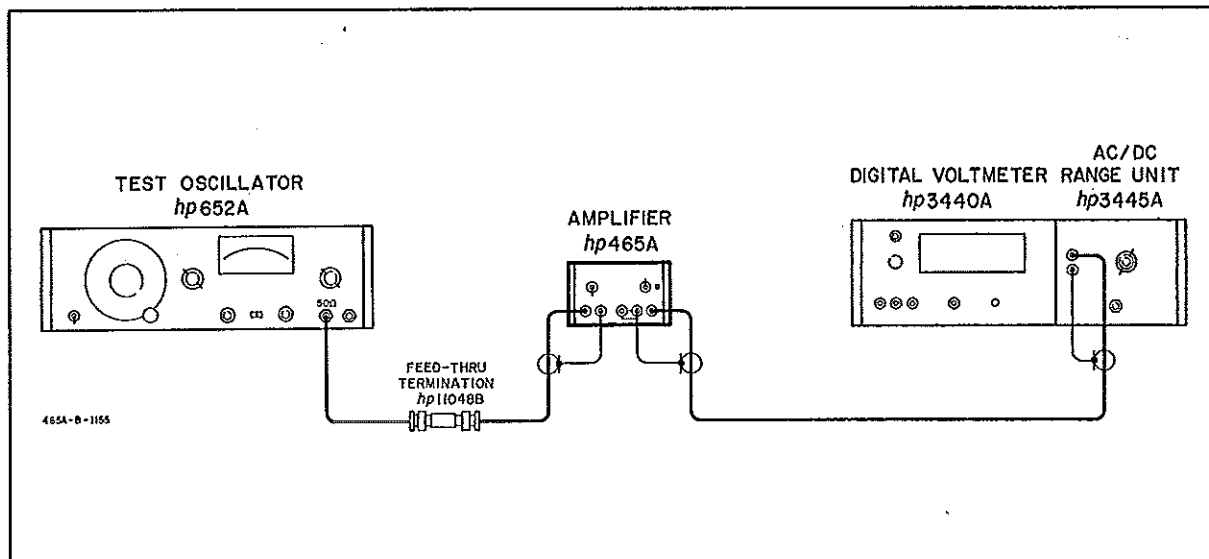 TEST OSCILLATOR
hp652A
50Ω
FEED-THRU
TERMINATION
hp11048B
AMPLIFIER
hp465A
DIGITAL VOLTMETER
hp3440A
AC/DC
RANGE UNIT
hp3445A
465A-B-1155